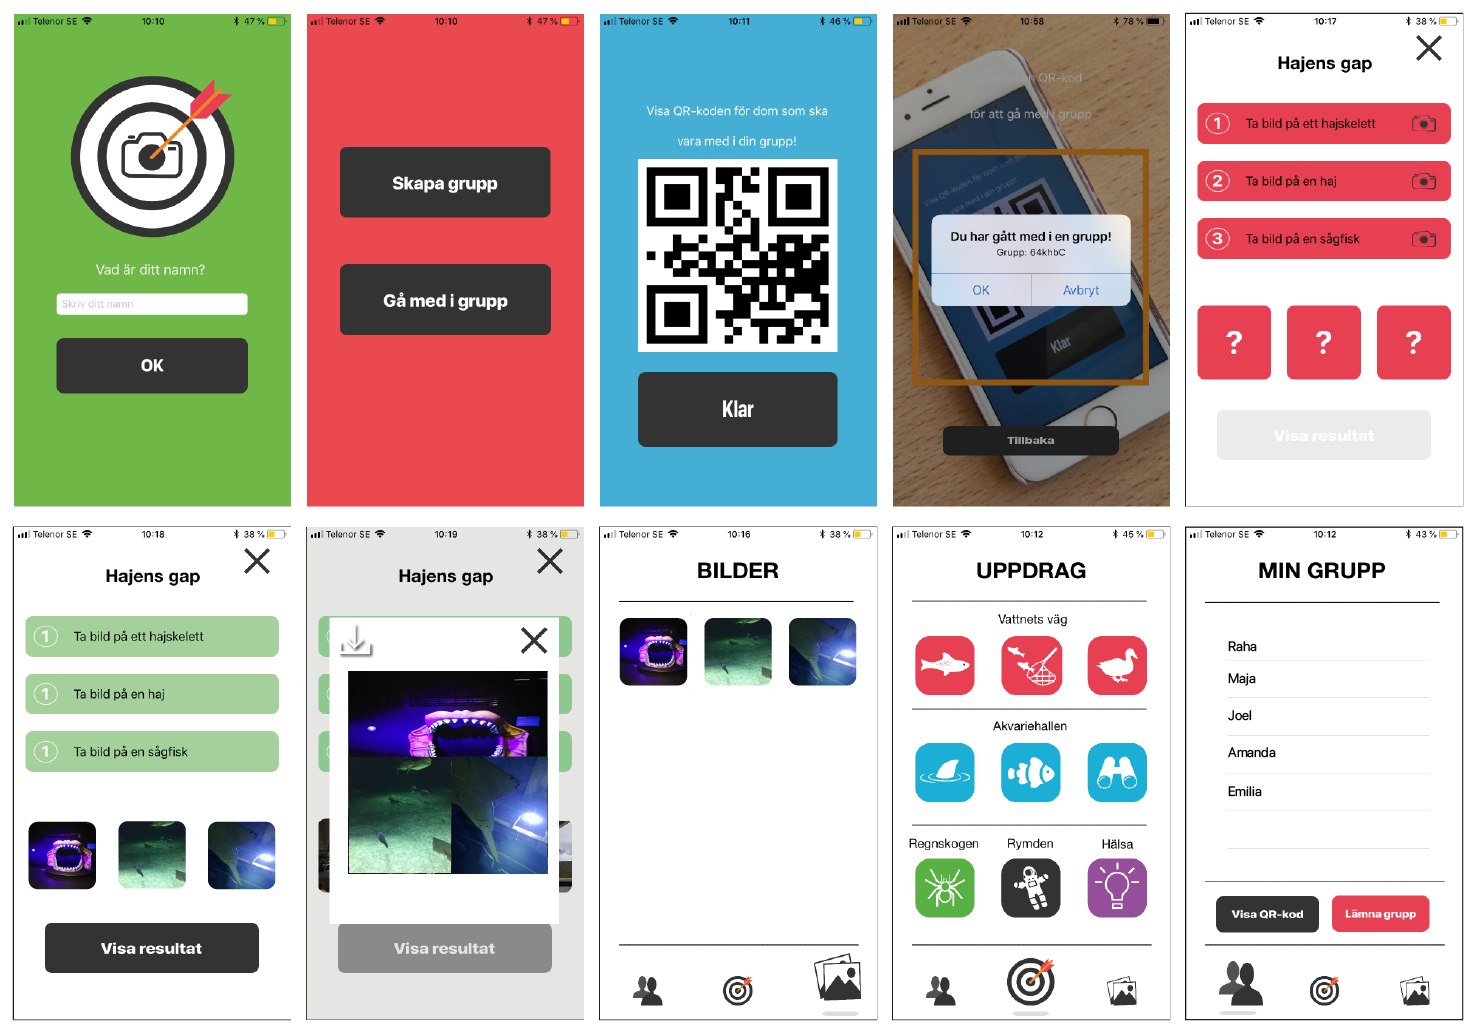 Telenor SE 10:10 47 %
Vad är ditt namn?
Skriv ditt namn
OK
Telenor SE 10:10 47 %
Skapa grupp
Gå med i grupp
Telenor SE 10:11 46 %
Visa QR-koden för dom som ska
vara med i din grupp!
Klar
Telenor SE 10:58 78 %
QR-kod
för att gå med i grupp
Du har gått med i en grupp!
Grupp: 64khbC
OK Avbryt
Klar
Tillbaka
Telenor SE 10:17 38 %
Hajens gap
1 Ta bild på ett hajskelett
2 Ta bild på en haj
3 Ta bild på en sågfisk
? ? ?
Visa resultat
Telenor SE 10:18 38 %
Hajens gap
1 Ta bild på ett hajskelett
1 Ta bild på en haj
1 Ta bild på en sågfisk
Visa resultat
Telenor SE 10:19 38 %
Hajens gap
Visa resultat
Telenor SE 10:16 38 %
BILDER
Telenor SE 10:12 45 %
UPPDRAG
Vattnets väg
Akvariehallen
Regnskogen Rymden Hälsa
Telenor SE 10:12 43 %
MIN GRUPP
Raha
Maja
Joel
Amanda
Emilia
Visa QR-kod Lämna grupp